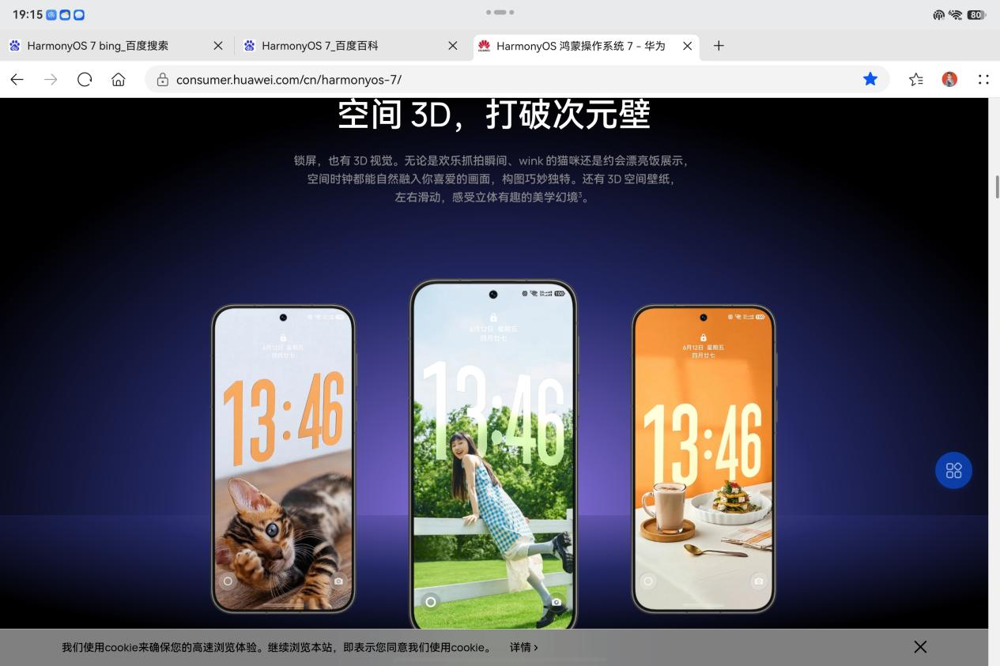 19:15
80
HarmonyOS 7 bing_百度搜索
HarmonyOS 7_百度百科
HarmonyOS 鸿蒙操作系统 7 - 华为
consumer.huawei.com/cn/harmonyos-7/
空间 3D，打破次元壁
锁屏，也有 3D 视觉。无论是欢乐抓拍瞬间、wink 的猫咪还是约会漂亮饭展示，
空间时钟都能自然融入你喜爱的画面，构图巧妙独特。还有 3D 空间壁纸，
左右滑动，感受立体有趣的美学幻境3。
6月12日 星期五
四月廿七
13:46
100
6月12日 星期五
四月廿七
13:46
100
6月12日 星期五
四月廿七
13:46
我们使用cookie来确保您的高速浏览体验。继续浏览本站，即表示您同意我们使用cookie。 详情 ›